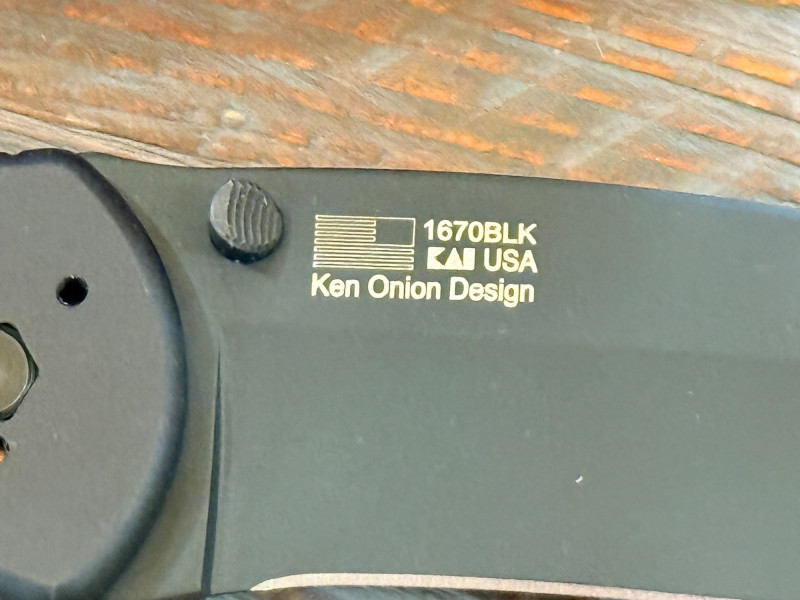 1670BLK
KAI USA
Ken Onion Design